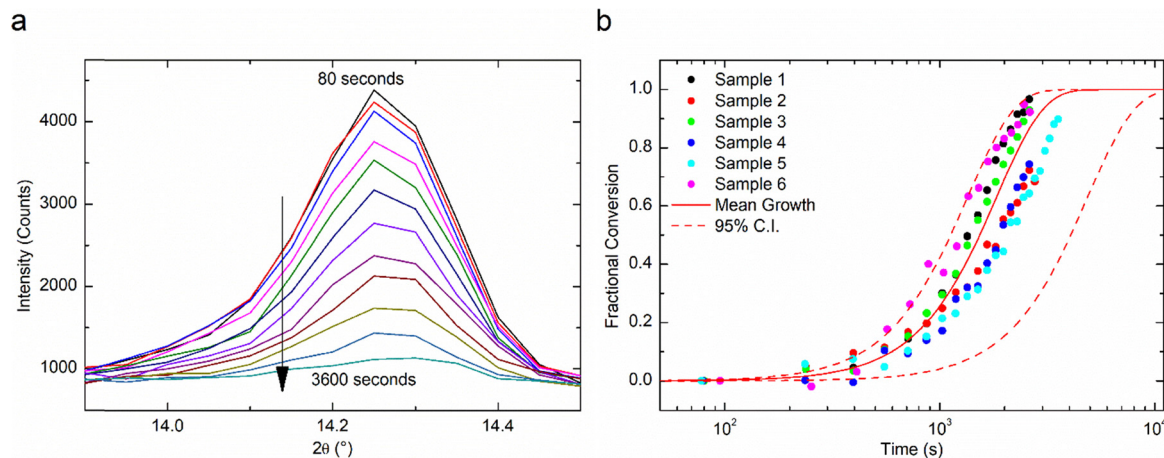 a
80 seconds
3600 seconds
4000
3000
2000
1000
Intensity (Counts)
14.0
14.2
14.4
2θ (°)
b
Sample 1
Sample 2
Sample 3
Sample 4
Sample 5
Sample 6
Mean Growth
95% C.I.
1.0
0.8
0.6
0.4
0.2
0.0
Fractional Conversion
10²
10³
10⁴
Time (s)